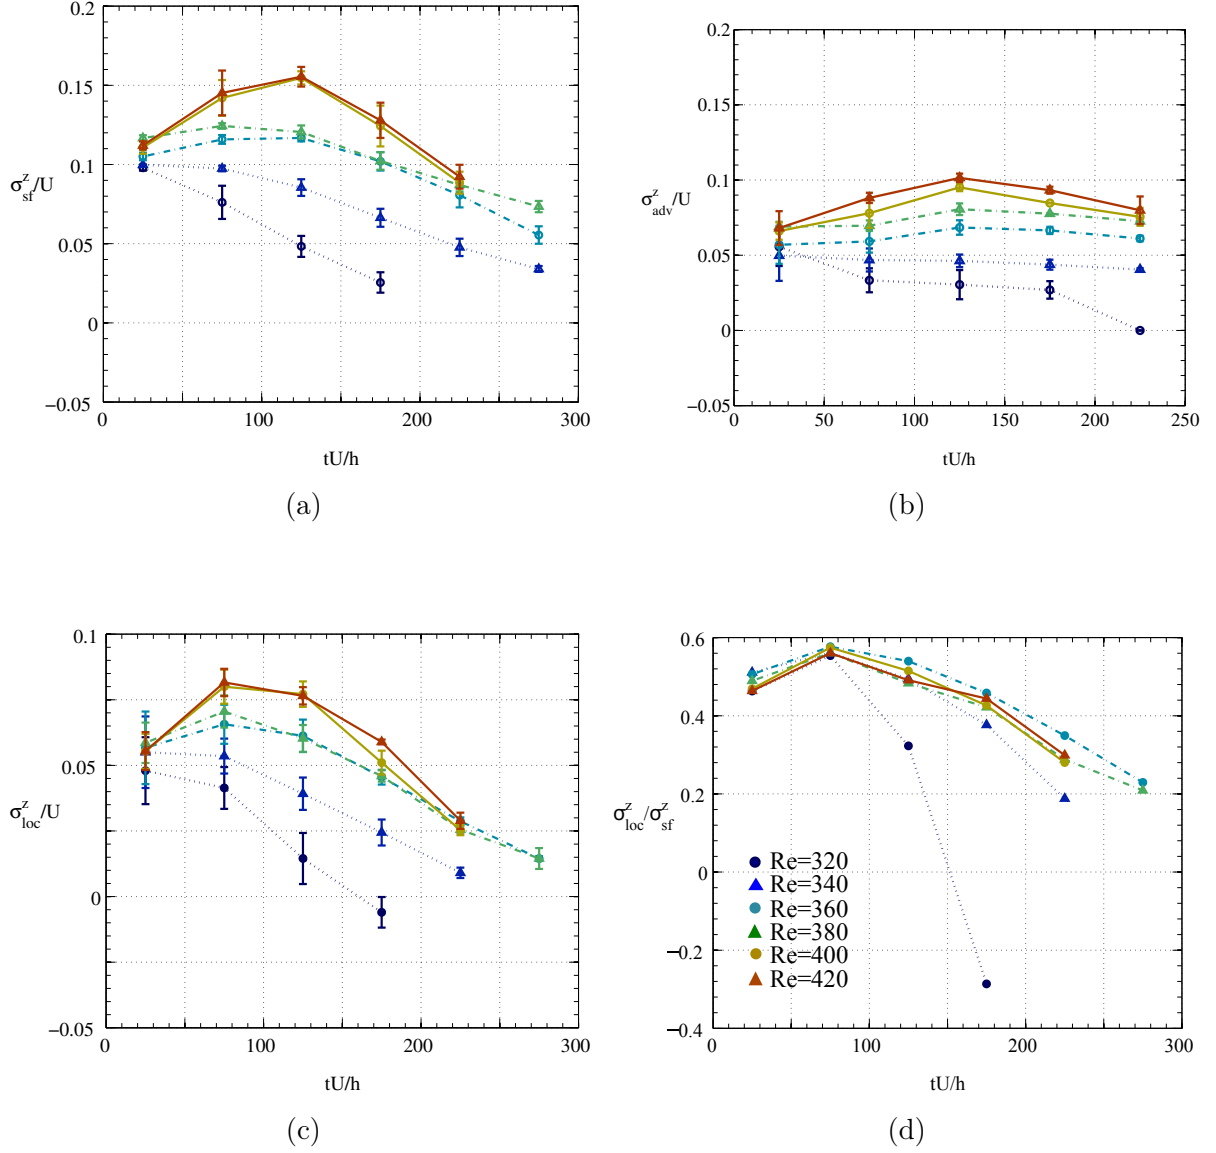 0.2
0.15
0.1
0.05
0
−0.05
σ^z_sf/U
0 100 200 300
tU/h
(a)
0.2
0.15
0.1
0.05
0
−0.05
σ^z_adv/U
0 50 100 150 200 250
tU/h
(b)
0.1
0.05
0
−0.05
σ^z_loc/U
0 100 200 300
tU/h
(c)
0.6
0.4
0.2
0
−0.2
−0.4
σ^z_loc/σ^z_sf
Re=320
Re=340
Re=360
Re=380
Re=400
Re=420
0 100 200 300
tU/h
(d)